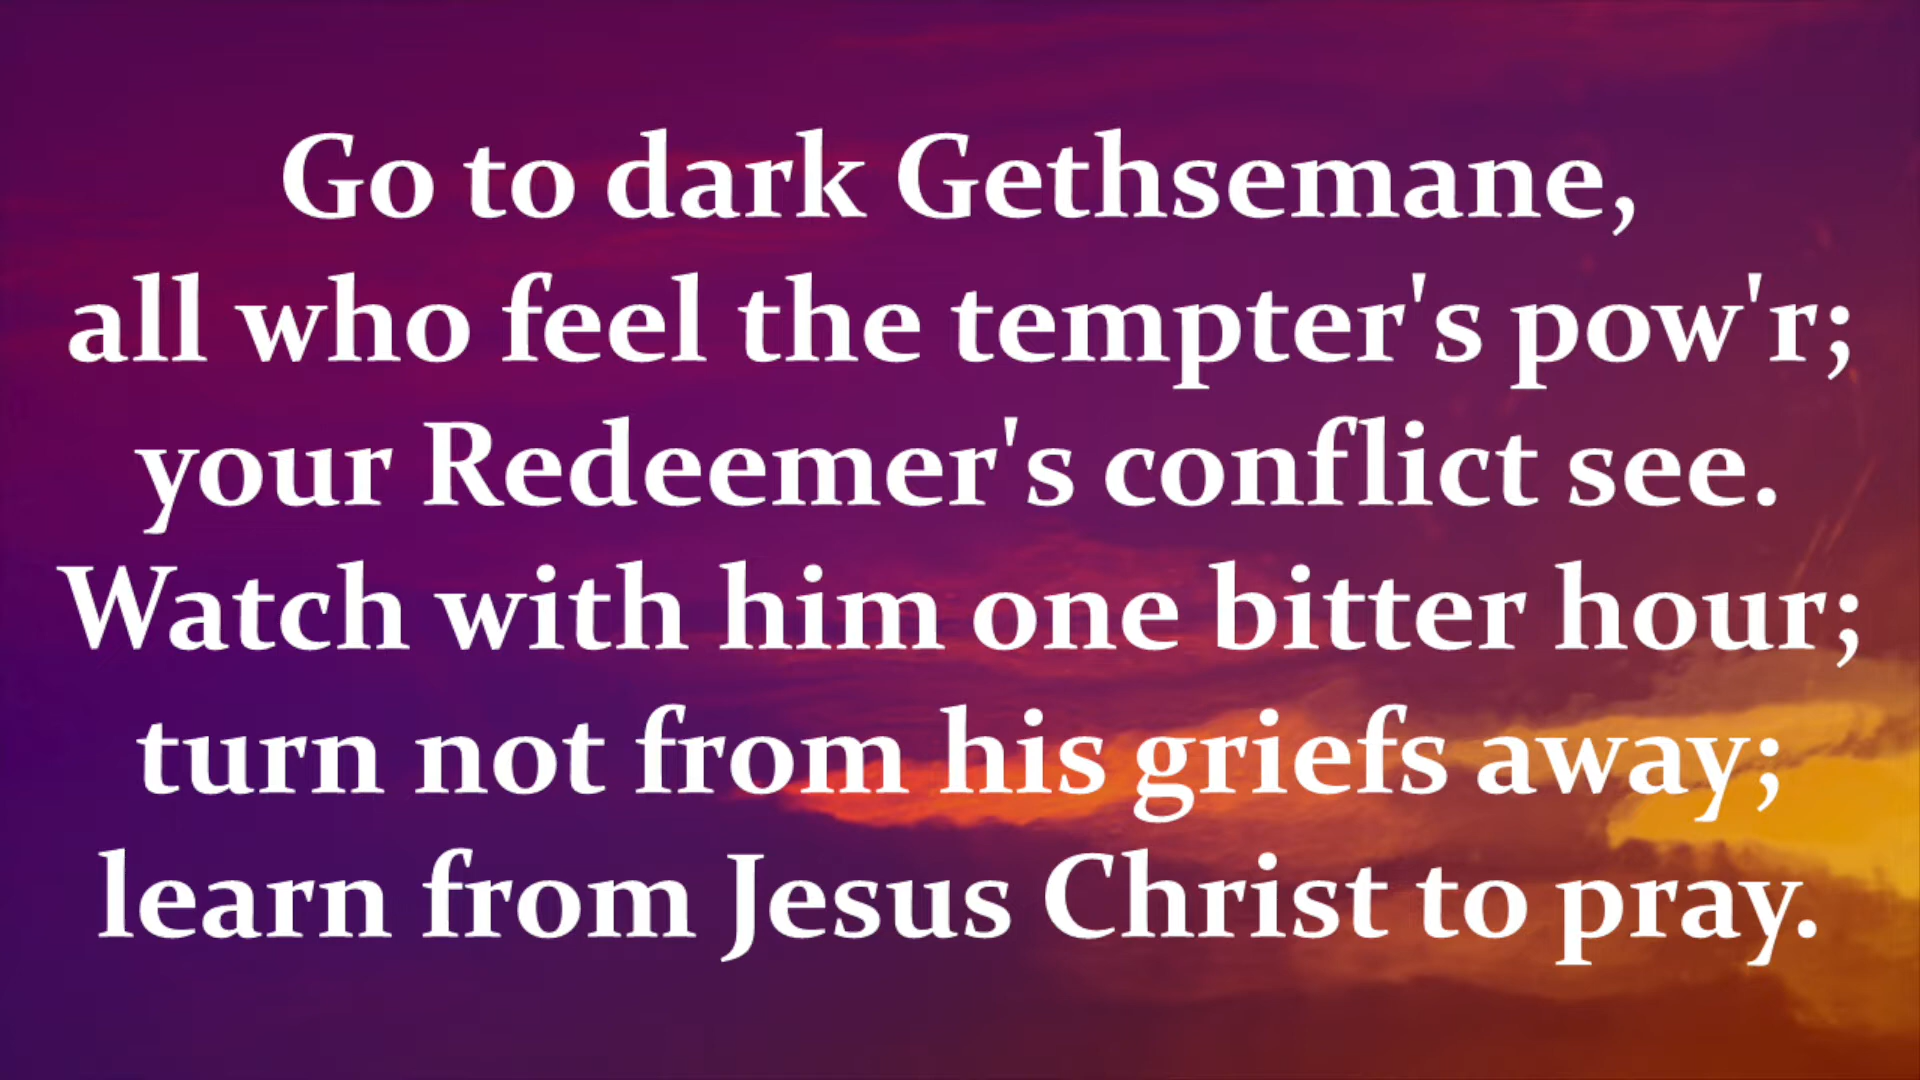 Go to dark Gethsemane,
all who feel the tempter's pow'r;
your Redeemer's conflict see.
Watch with him one bitter hour;
turn not from his griefs away;
learn from Jesus Christ to pray.